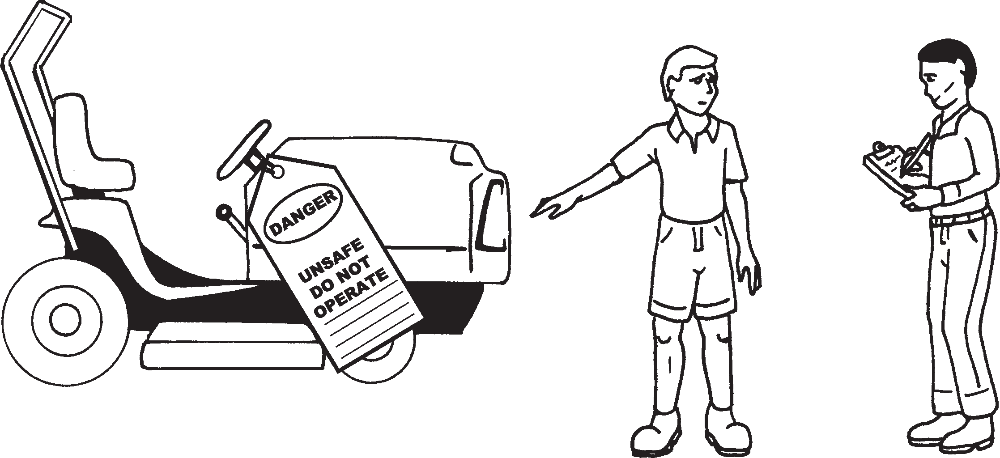 DANGER
UNSAFE
DO NOT
OPERATE